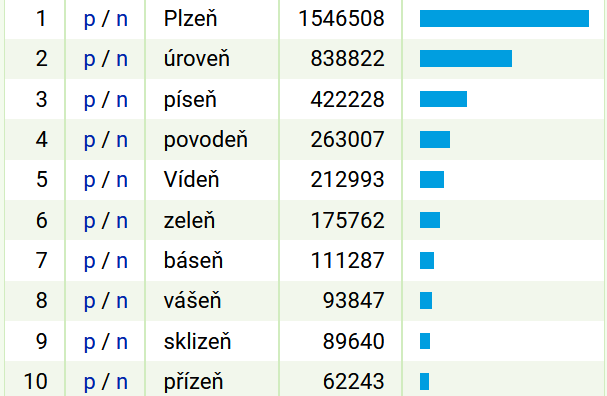 1 p / n Plzeň 1546508
2 p / n úroveň 838822
3 p / n píseň 422228
4 p / n povodeň 263007
5 p / n Vídeň 212993
6 p / n zeleň 175762
7 p / n báseň 111287
8 p / n vášeň 93847
9 p / n sklizeň 89640
10 p / n přízeň 62243